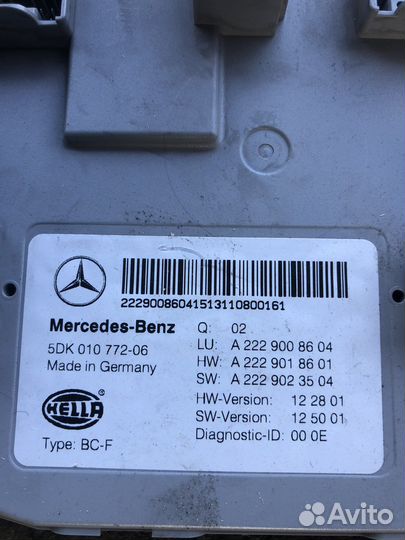 22290086041513110800161
Mercedes-Benz
Q: 02
5DK 010 772-06
LU: A 222 900 86 04
Made in Germany
HW: A 222 901 86 01
SW: A 222 902 35 04
HELLA
HW-Version: 12 28 01
SW-Version: 12 50 01
Type: BC-F
Diagnostic-ID: 00 0E
Avito